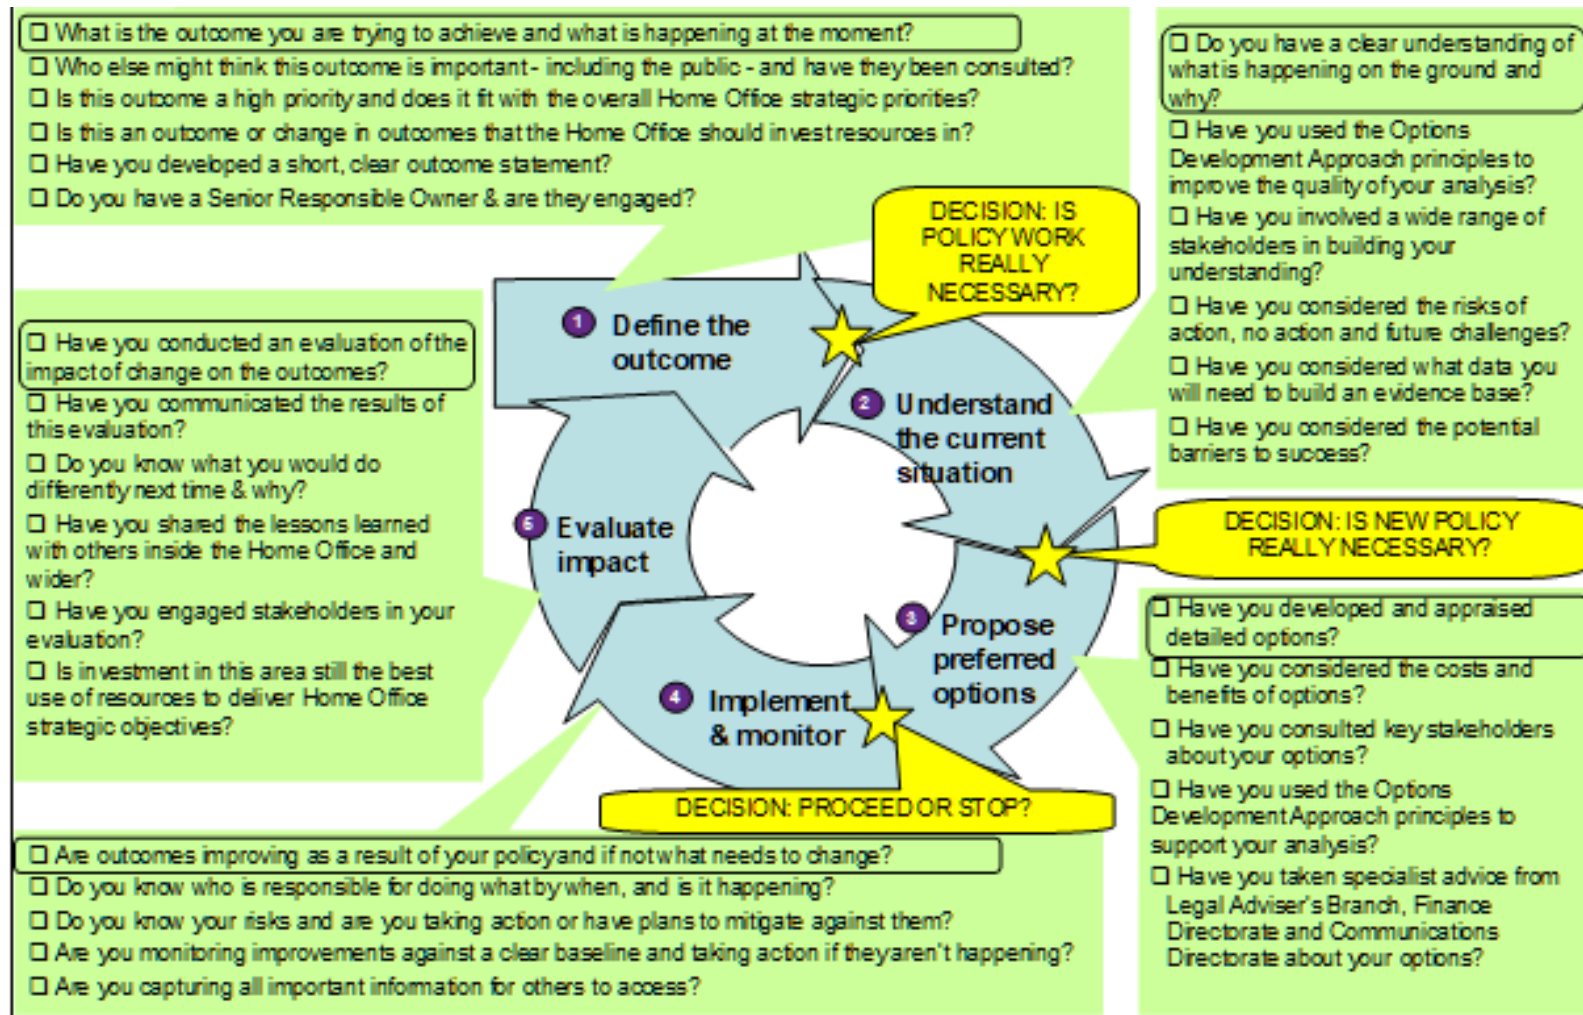 ☐ What is the outcome you are trying to achieve and what is happening at the moment?
☐ Who else might think this outcome is important - including the public - and have they been consulted?
☐ Is this outcome a high priority and does it fit with the overall Home Office strategic priorities?
☐ Is this an outcome or change in outcomes that the Home Office should invest resources in?
☐ Have you developed a short, clear outcome statement?
☐ Do you have a Senior Responsible Owner & are they engaged?
DECISION: IS
POLICY WORK
REALLY
NECESSARY?
☐ Do you have a clear understanding of
what is happening on the ground and
why?
☐ Have you used the Options
Development Approach principles to
improve the quality of your analysis?
☐ Have you involved a wide range of
stakeholders in building your
understanding?
☐ Have you considered the risks of
action, no action and future challenges?
☐ Have you considered what data you
will need to build an evidence base?
☐ Have you considered the potential
barriers to success?
1 Define the
outcome
2 Understand
the current
situation
DECISION: IS NEW POLICY
REALLY NECESSARY?
3 Propose
preferred
options
☐ Have you developed and appraised
detailed options?
☐ Have you considered the costs and
benefits of options?
☐ Have you consulted key stakeholders
about your options?
☐ Have you used the Options
Development Approach principles to
support your analysis?
☐ Have you taken specialist advice from
Legal Adviser's Branch, Finance
Directorate and Communications
Directorate about your options?
4 Implement
& monitor
DECISION: PROCEED OR STOP?
☐ Are outcomes improving as a result of your policy and if not what needs to change?
☐ Do you know who is responsible for doing what by when, and is it happening?
☐ Do you know your risks and are you taking action or have plans to mitigate against them?
☐ Are you monitoring improvements against a clear baseline and taking action if they aren't happening?
☐ Are you capturing all important information for others to access?
5 Evaluate
impact
☐ Have you conducted an evaluation of the
impact of change on the outcomes?
☐ Have you communicated the results of
this evaluation?
☐ Do you know what you would do
differently next time & why?
☐ Have you shared the lessons learned
with others inside the Home Office and
wider?
☐ Have you engaged stakeholders in your
evaluation?
☐ Is investment in this area still the best
use of resources to deliver Home Office
strategic objectives?